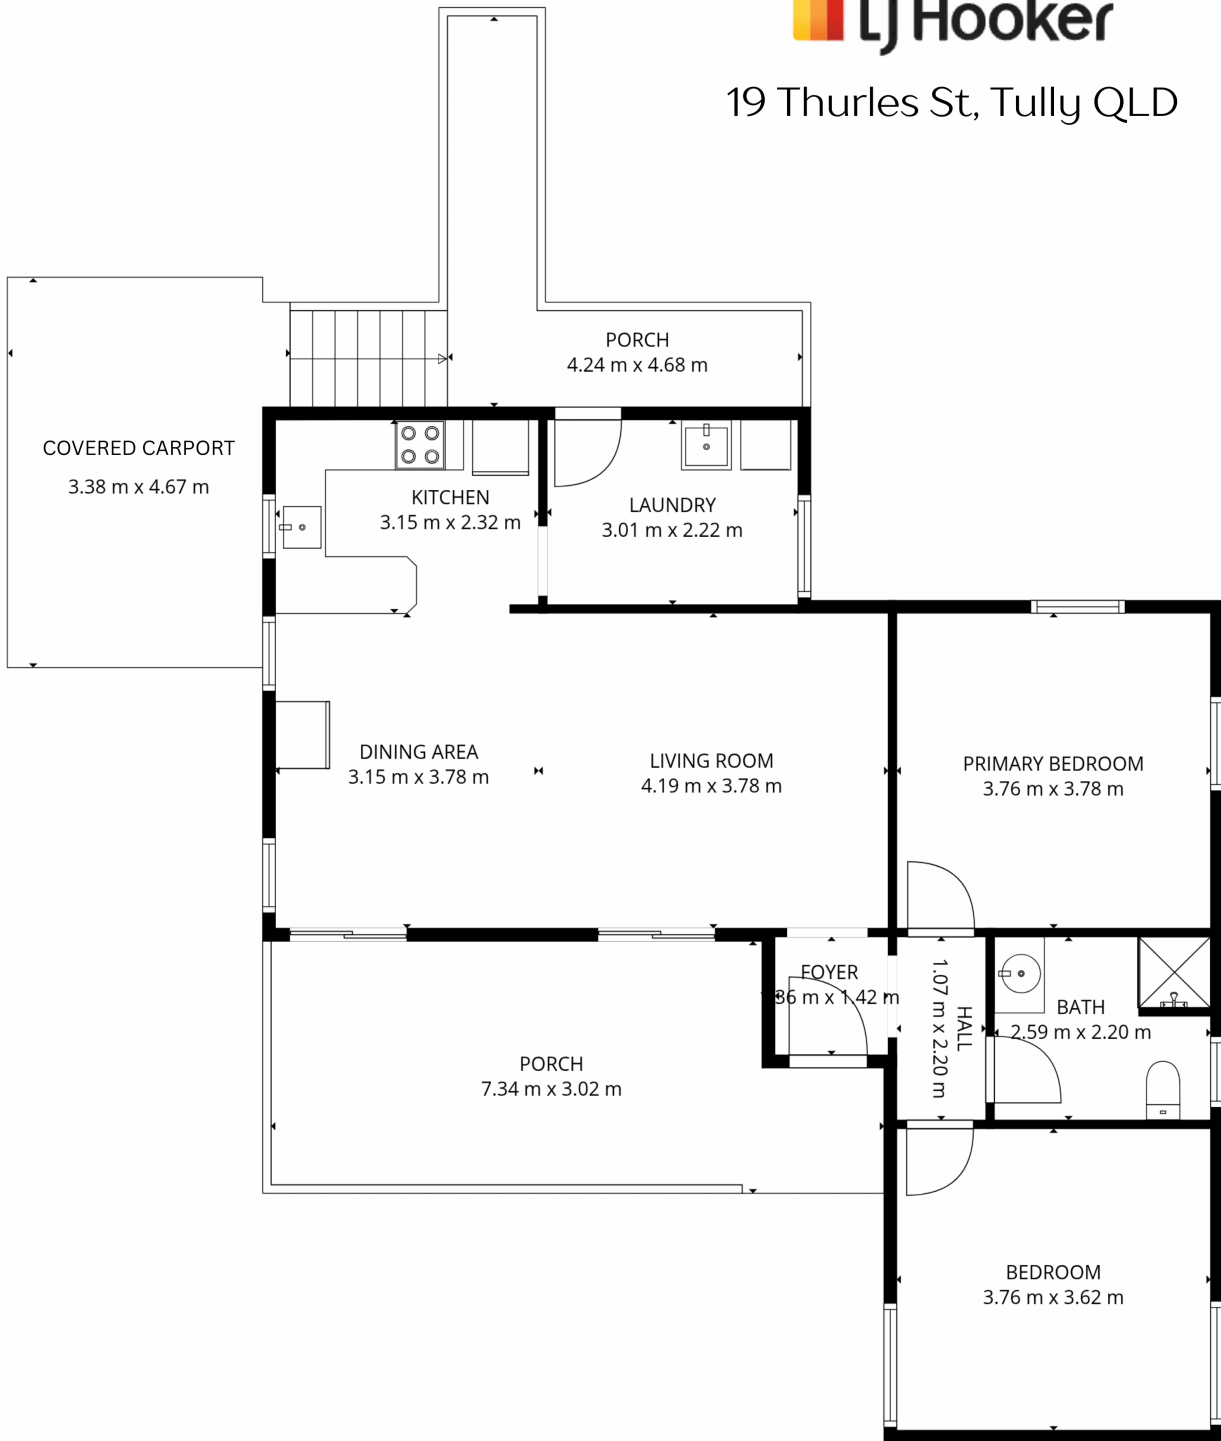 LJ Hooker
19 Thurles St, Tully QLD
PORCH
4.24 m x 4.68 m
COVERED CARPORT
3.38 m x 4.67 m
KITCHEN
3.15 m x 2.32 m
LAUNDRY
3.01 m x 2.22 m
DINING AREA
3.15 m x 3.78 m
LIVING ROOM
4.19 m x 3.78 m
PRIMARY BEDROOM
3.76 m x 3.78 m
FOYER
36 m x 1.42 m
HALL
1.07 m x 2.20 m
BATH
2.59 m x 2.20 m
PORCH
7.34 m x 3.02 m
BEDROOM
3.76 m x 3.62 m